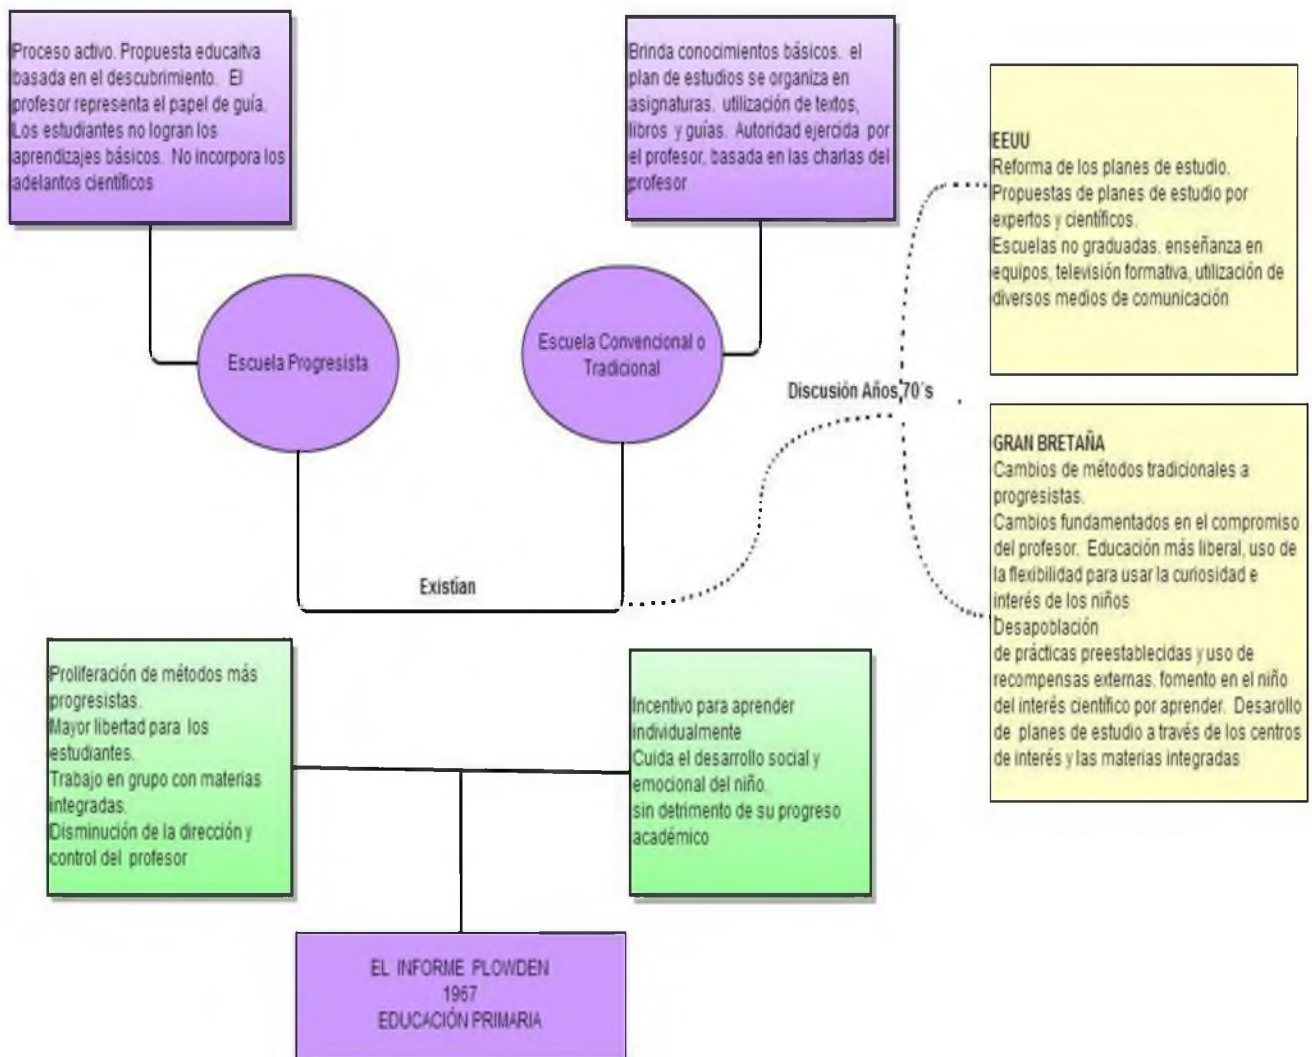 Proceso activo. Propuesta educaitva
basada en el descubrimiento. El
profesor representa el papel de guía.
Los estudiantes no logran los
aprendizajes básicos. No incorpora los
adelantos científicos
Brinda conocimientos básicos. el
plan de estudios se organiza en
asignaturas. utilización de textos,
libros y guías. Autoridad ejercida por
el profesor, basada en las charlas del
profesor
EEUU
Reforma de los planes de estudio.
Propuestas de planes de estudio por
expertos y científicos.
Escuelas no graduadas. enseñanza en
equipos, televisión formativa, utilización de
diversos medios de comunicación
Escuela Progresista
Escuela Convencional o
Tradicional
Discusión Años 70´s
GRAN BRETAÑA
Cambios de métodos tradicionales a
progresistas.
Cambios fundamentados en el compromiso
del profesor. Educación más liberal, uso de
la flexibilidad para usar la curiosidad e
interés de los niños
Desapoblación
de prácticas preestablecidas y uso de
recompensas externas. fomento en el niño
del interés científico por aprender. Desarollo
de planes de estudio a través de los centros
de interés y las materias integradas
Existían
Proliferación de métodos más
progresistas.
Mayor libertad para los
estudiantes.
Trabajo en grupo con materias
integradas.
Disminución de la dirección y
control del profesor
Incentivo para aprender
individualmente
Cuida el desarrollo social y
emocional del niño.
sin detrimento de su progreso
académico
EL INFORME PLOWDEN
1967
EDUCACIÓN PRIMARIA